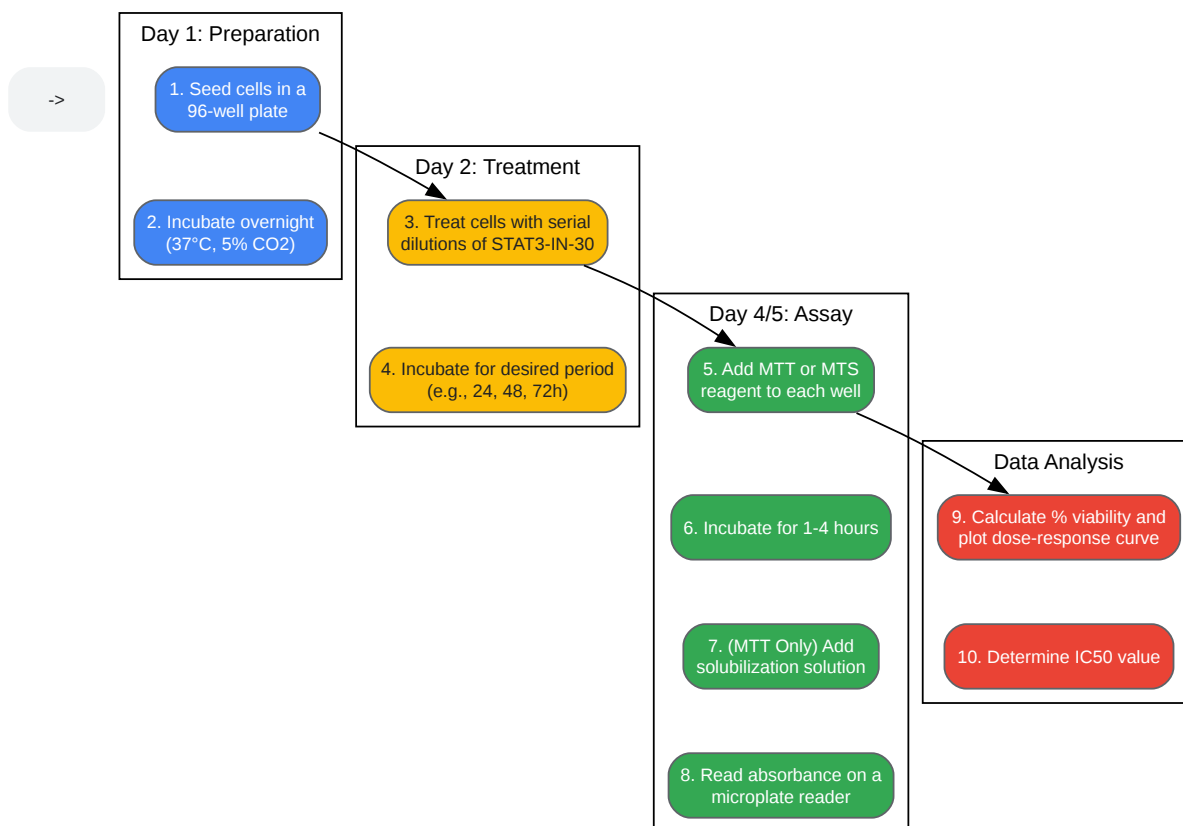 ->
Day 1: Preparation
1. Seed cells in a
96-well plate
2. Incubate overnight
(37°C, 5% CO2)
Day 2: Treatment
3. Treat cells with serial
dilutions of STAT3-IN-30
4. Incubate for desired period
(e.g., 24, 48, 72h)
Day 4/5: Assay
5. Add MTT or MTS
reagent to each well
6. Incubate for 1-4 hours
7. (MTT Only) Add
solubilization solution
8. Read absorbance on a
microplate reader
Data Analysis
9. Calculate % viability and
plot dose-response curve
10. Determine IC50 value